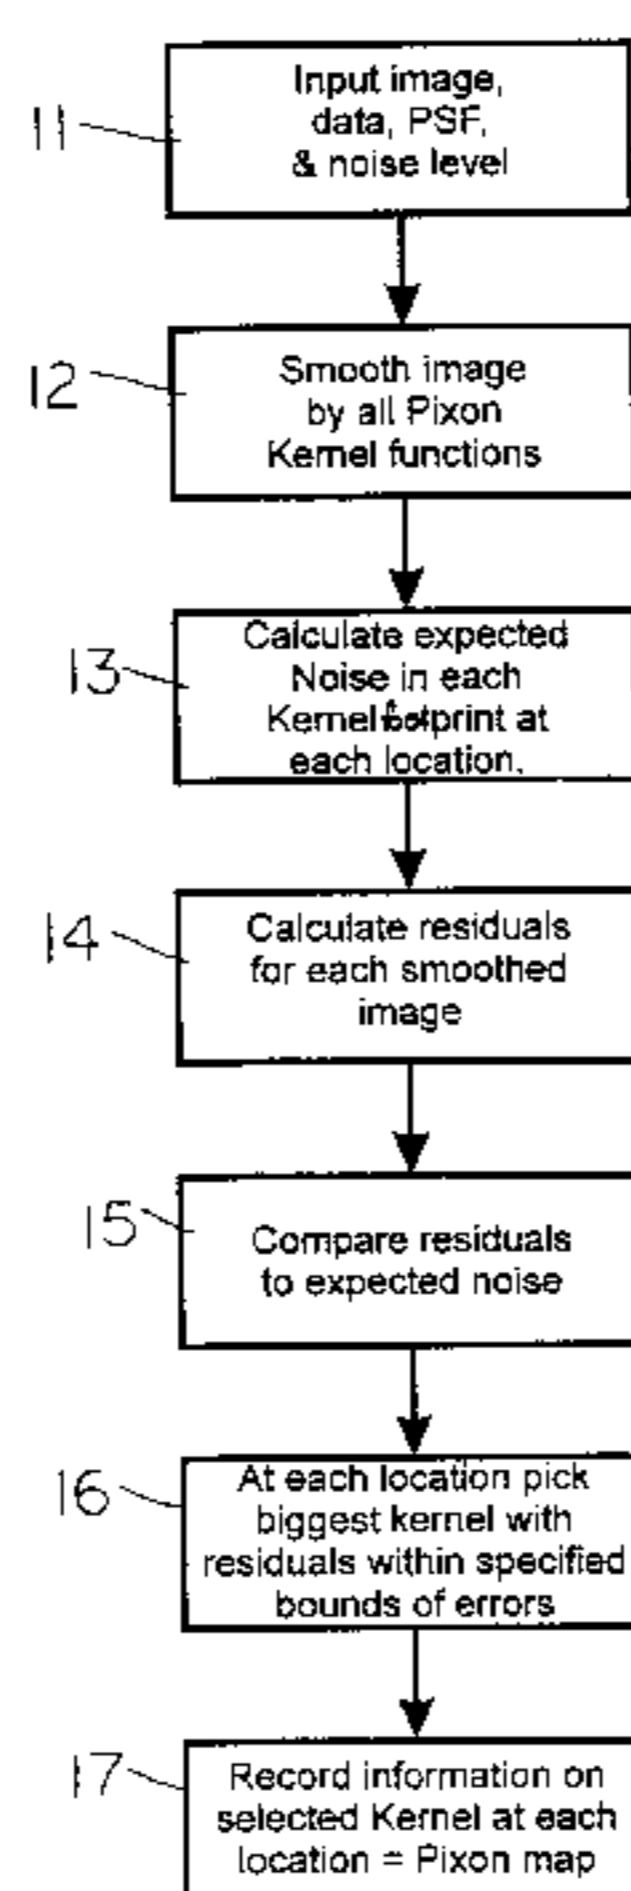 11
Input image,
data, PSF,
& noise level
12
Smooth image
by all Pixon
Kernel functions
13
Calculate expected
Noise in each
Kernel footprint at
each location.
14
Calculate residuals
for each smoothed
image
15
Compare residuals
to expected noise
16
At each location pick
biggest kernel with
residuals within specified
bounds of errors
17
Record information on
selected Kernel at each
location = Pixon map